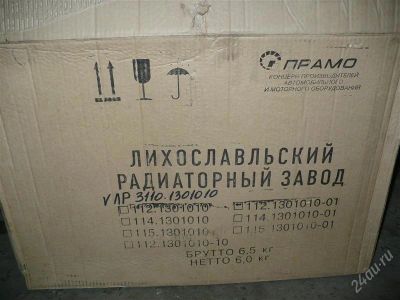 ПРАМО
КОНЦЕРН ПРОИЗВОДИТЕЛЕЙ
АВТОМОБИЛЬНОГО
И МОТОРНОГО ОБОРУДОВАНИЯ
ЛИХОСЛАВЛЬСКИЙ
РАДИАТОРНЫЙ ЗАВОД
V ЛР 3110.1301010
112.1301010 112.1301010-01
114.1301010 114.1301010-01
115.1301010 115.1301010-01
112.1301010-10
БРУТТО 6,5 кг
НЕТТО 6,0 кг
24au.ru